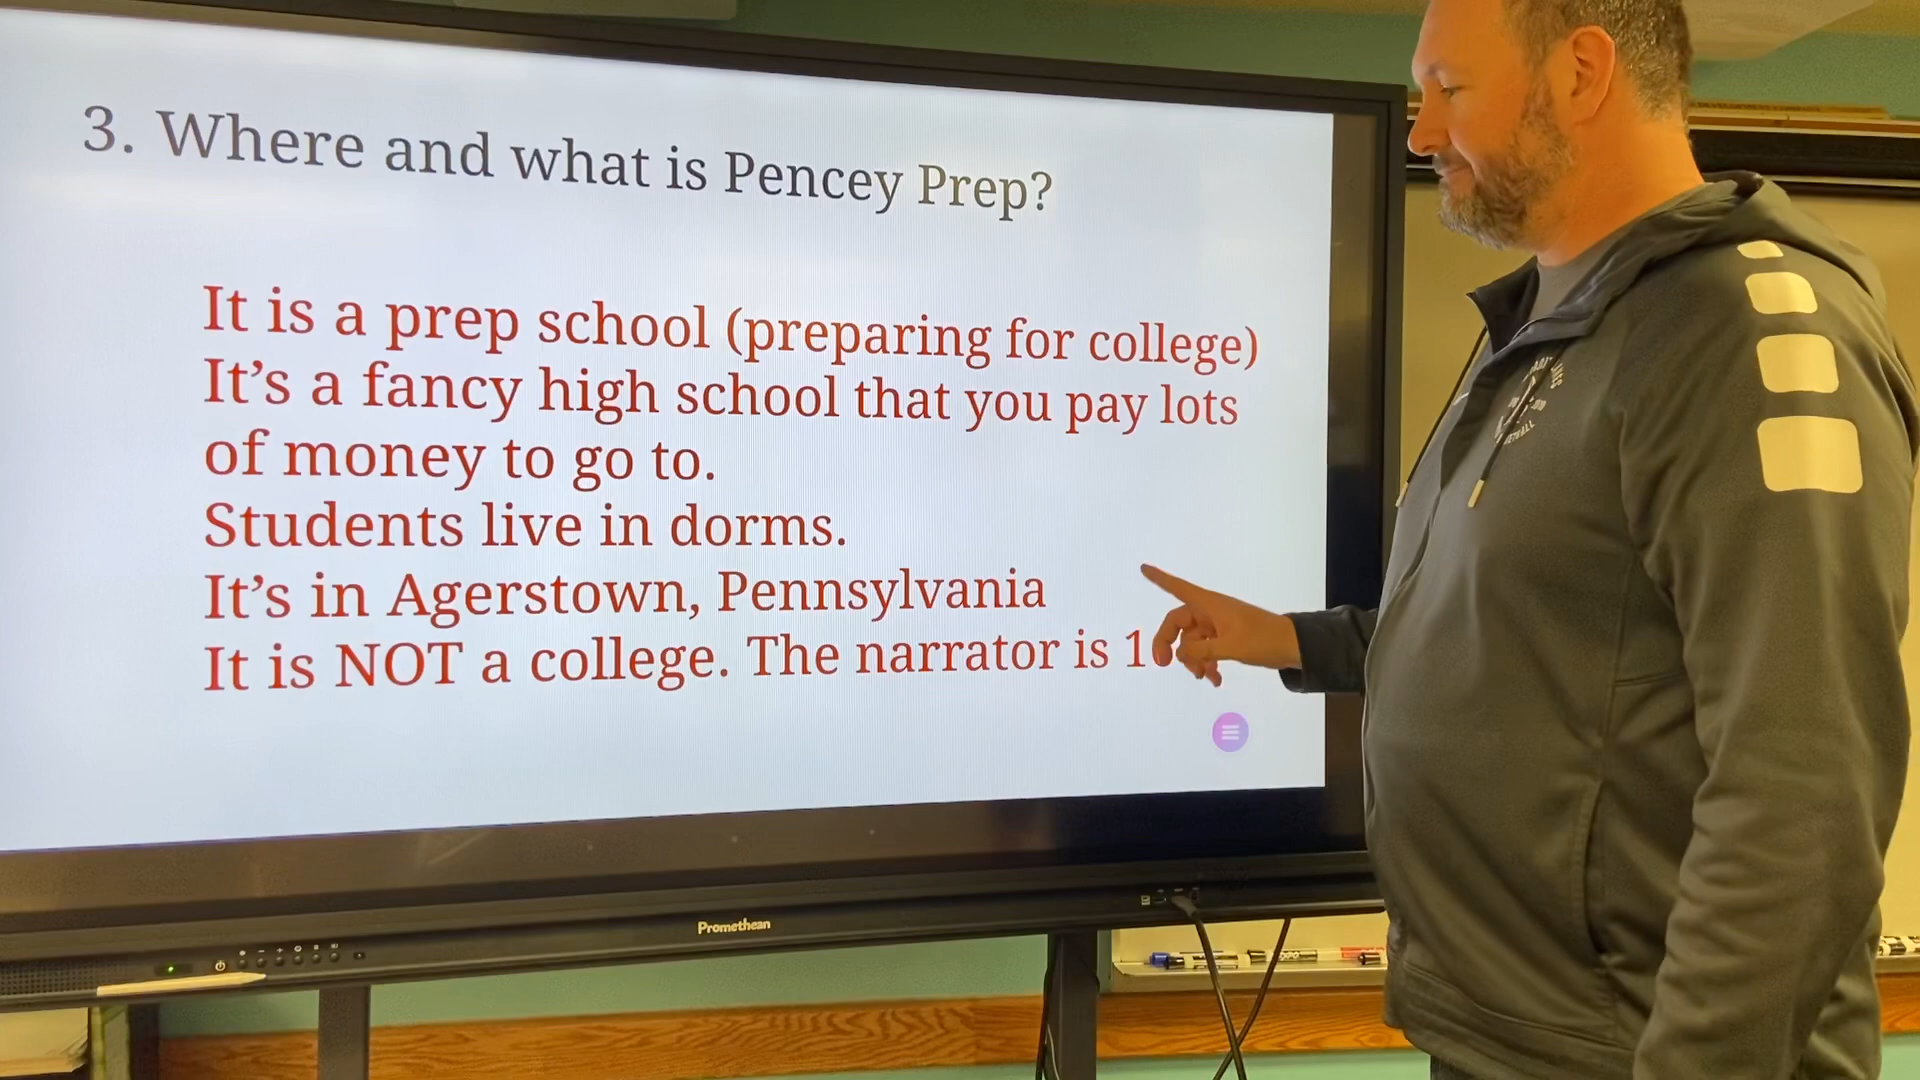 3. Where and what is Pencey Prep?
It is a prep school (preparing for college)
It's a fancy high school that you pay lots
of money to go to.
Students live in dorms.
It's in Agerstown, Pennsylvania
It is NOT a college. The narrator is
Promethean